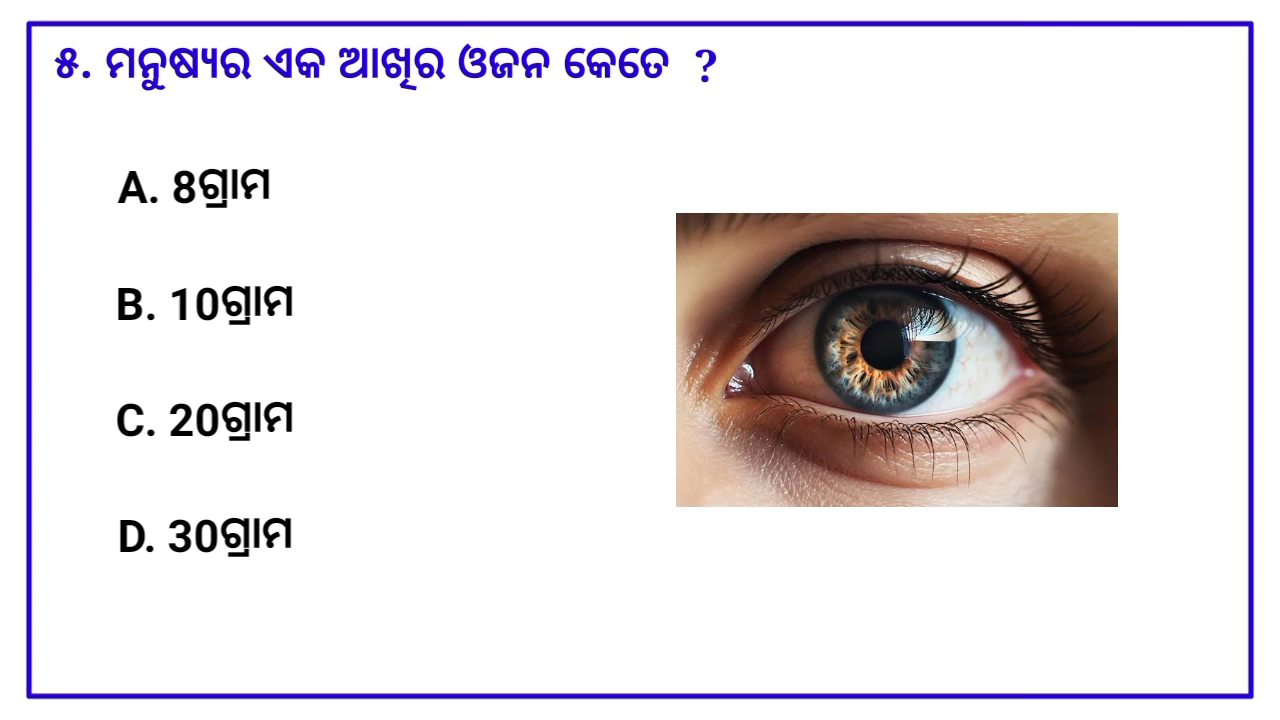 ୫. ମନୁଷ୍ୟର ଏକ ଆଖିର ଓଜନ କେତେ ?
A. 8ଗ୍ରାମ
B. 10ଗ୍ରାମ
C. 20ଗ୍ରାମ
D. 30ଗ୍ରାମ